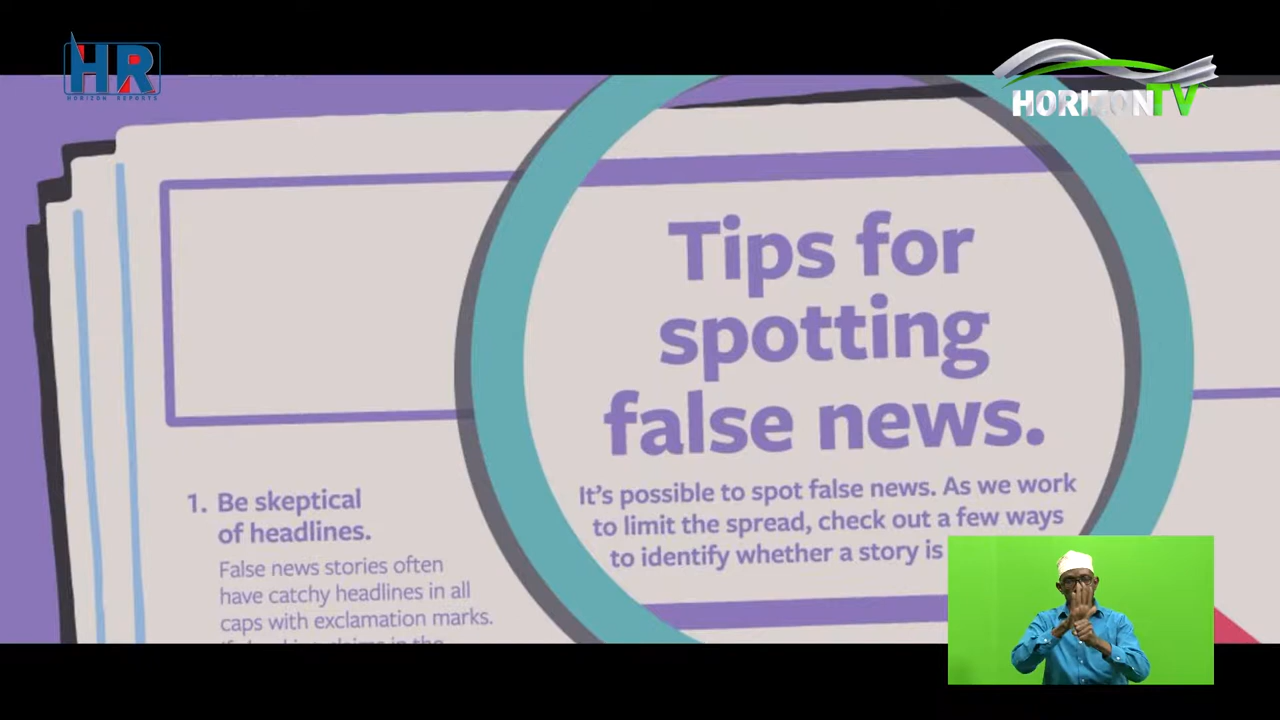 HR
HORIZON REPORTS
HORIZON TV
Tips for
spotting
false news.
It's possible to spot false news. As we work
to limit the spread, check out a few ways
to identify whether a story is
1. Be skeptical
of headlines.
False news stories often
have catchy headlines in all
caps with exclamation marks.